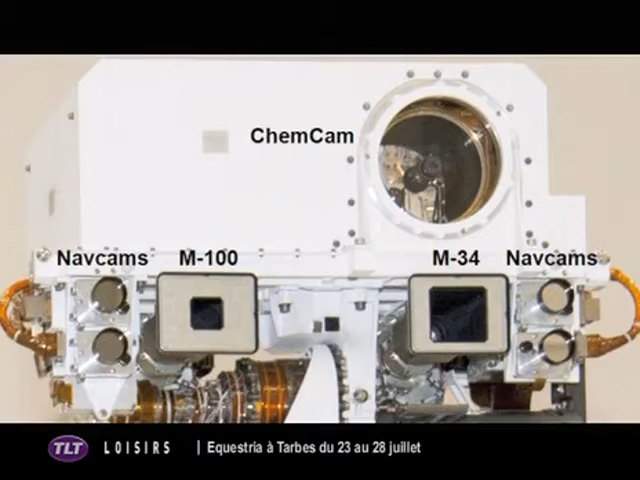 ChemCam
Navcams M-100 M-34 Navcams
TLT LOISIRS | Equestria à Tarbes du 23 au 28 juillet